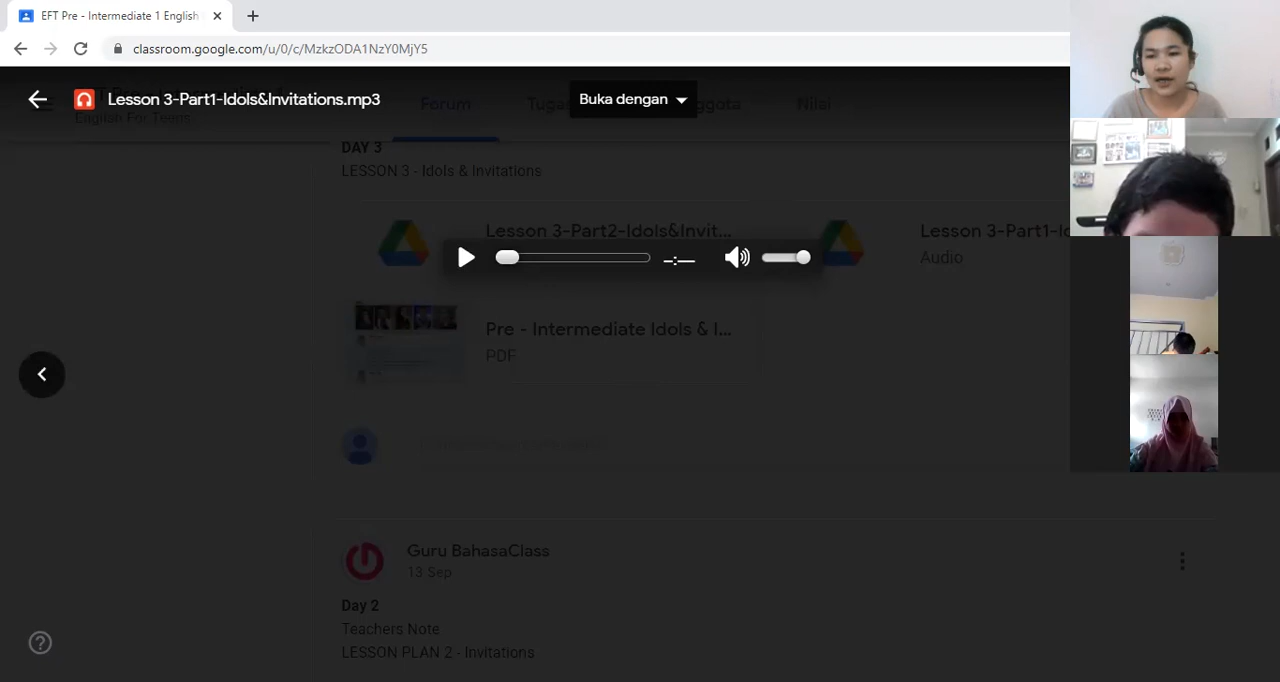 EFT Pre - Intermediate 1 English
classroom.google.com/u/0/c/MzkzODA1NzY0MjY5
Lesson 3-Part1-Idols&Invitations.mp3
Buka dengan
English For Teens
Forum
Nilai
DAY 3
LESSON 3 - Idols & Invitations
Lesson 3-Part2-Idols&Invit...
Lesson 3-Part1-Ido
Audio
Pre - Intermediate Idols & I...
PDF
Guru BahasaClass
13 Sep
Day 2
Teachers Note
LESSON PLAN 2 - Invitations